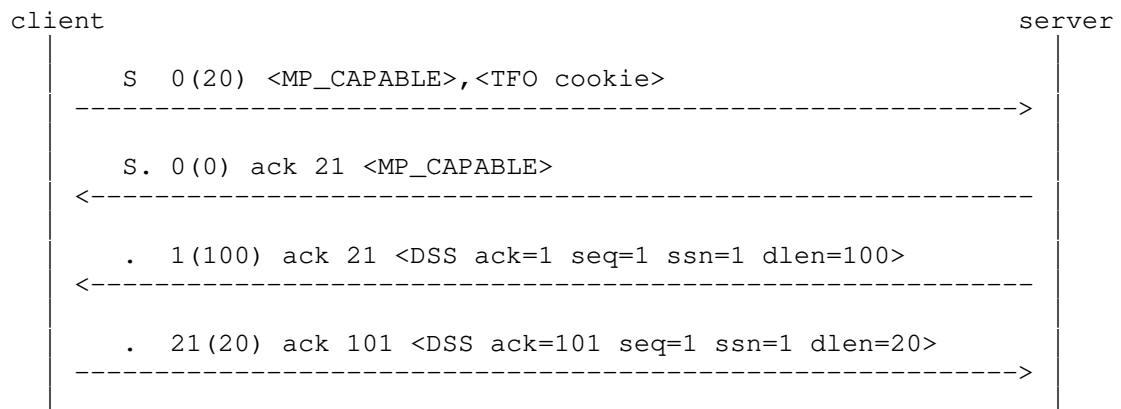 client server
S 0(20) <MP_CAPABLE>,<TFO cookie>
S. 0(0) ack 21 <MP_CAPABLE>
. 1(100) ack 21 <DSS ack=1 seq=1 ssn=1 dlen=100>
. 21(20) ack 101 <DSS ack=101 seq=1 ssn=1 dlen=20>